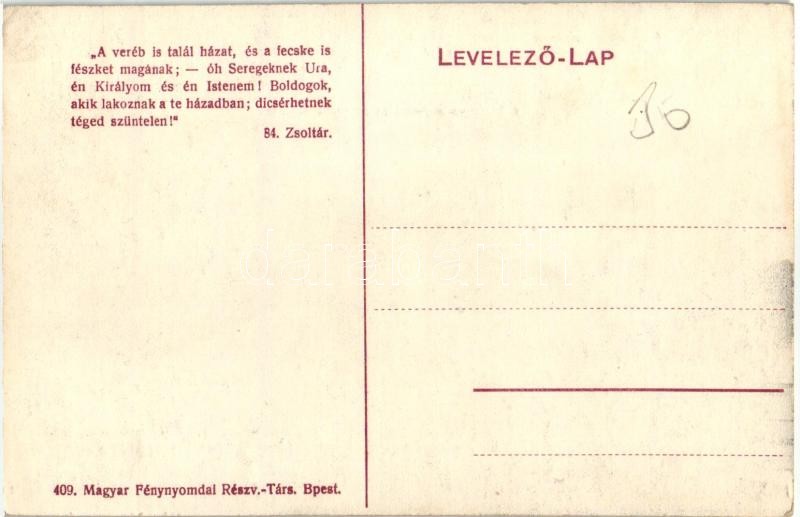 „A veréb is talál házat, és a fecske is
fészket magának; — óh Seregeknek Ura,
én Királyom és én Istenem! Boldogok,
akik lakoznak a te házadban; dicsérhetnek
téged szüntelen!"
84. Zsoltár.
409. Magyar Fénynyomdai Részv.-Társ. Bpest.
LEVELEZŐ-LAP
darabanth